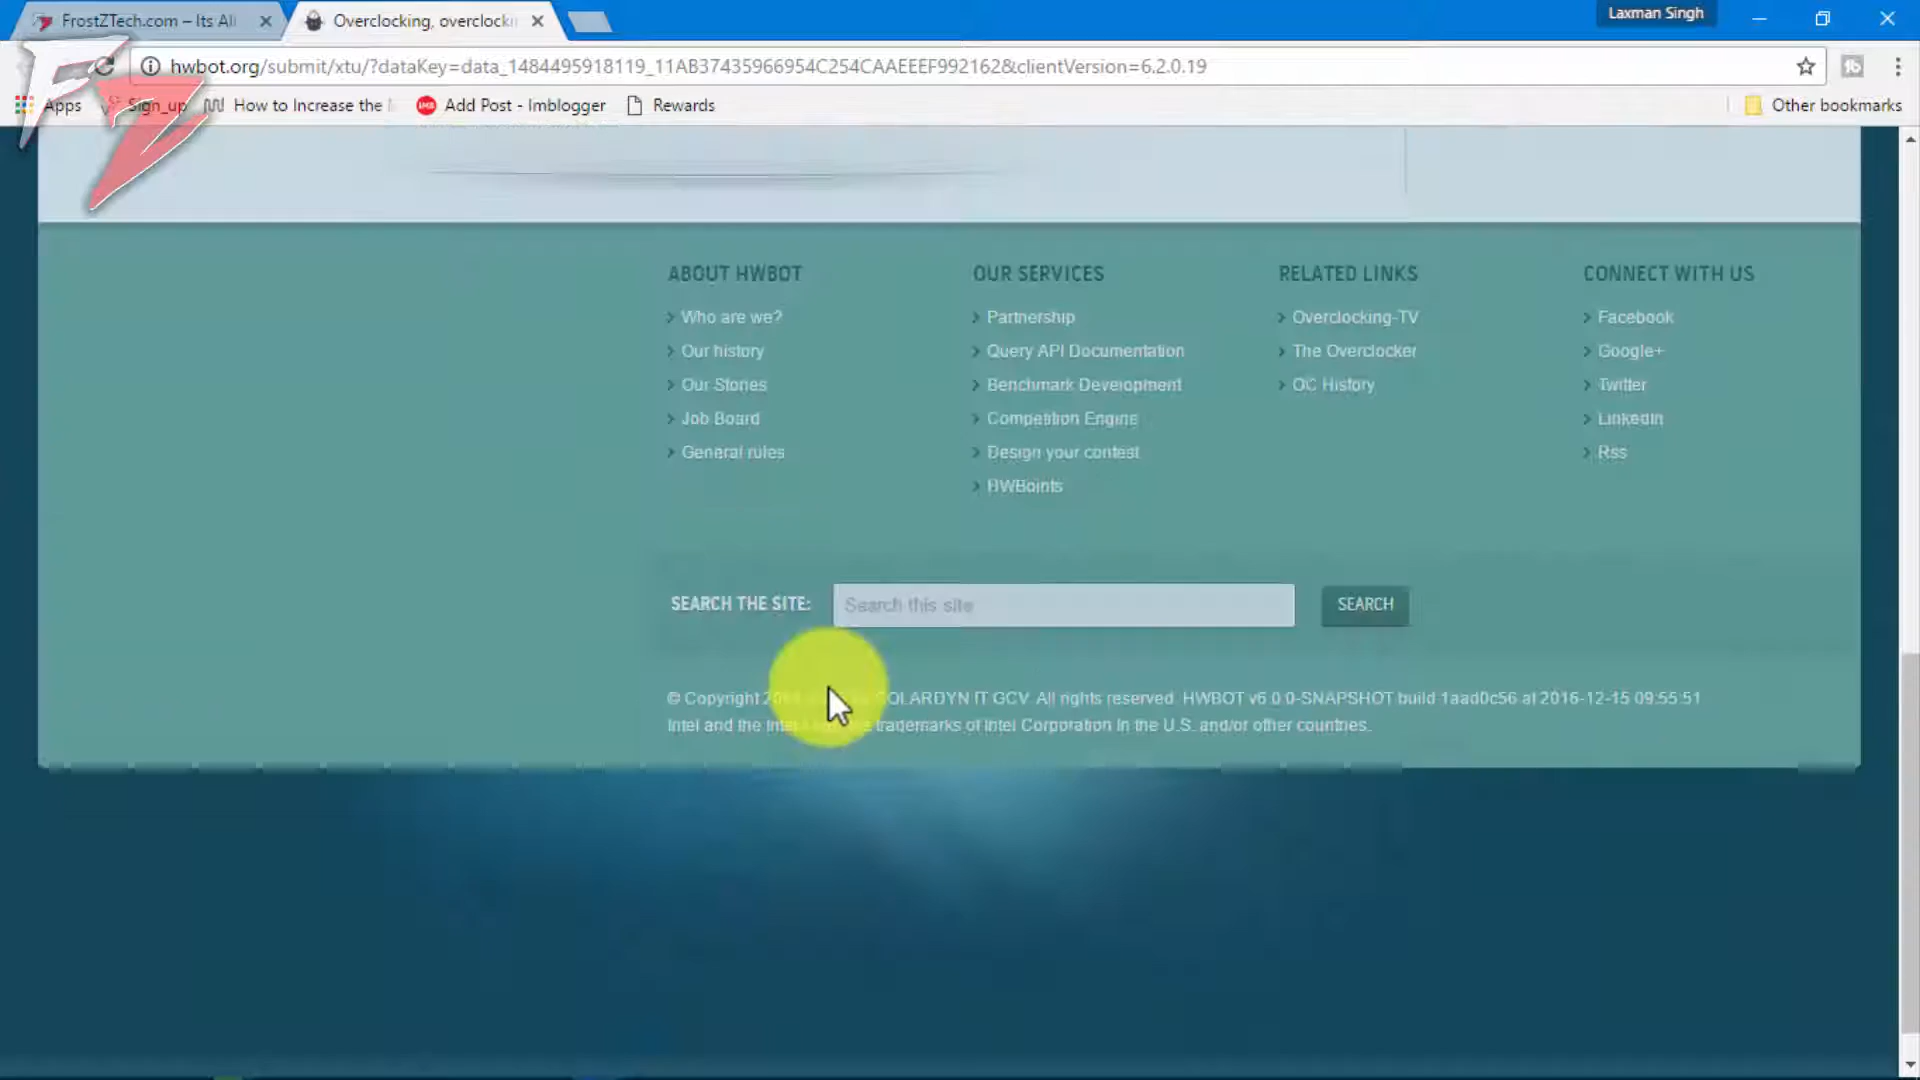 FrostZTech.com – Its All
Overclocking, overclocki
Laxman Singh
hwbot.org/submit/xtu/?dataKey=data_1484495918119_11AB37435966954C254CAAEEEF992162&clientVersion=6.2.0.19
Apps
Sign_up
How to Increase the
Add Post - Imblogger
Rewards
Other bookmarks
FZ
ABOUT HWBOT
Who are we?
Our history
Our Stories
Job Board
General rules
OUR SERVICES
Partnership
Query API Documentation
Benchmark Development
Competition Engine
Design your contest
HWBoints
RELATED LINKS
Overclocking-TV
The Overclocker
OC History
CONNECT WITH US
Facebook
Google+
Twitter
LinkedIn
Rss
SEARCH THE SITE:
Search this site
SEARCH
© Copyright COLARDYN IT GCV. All rights reserved. HWBOT v6.0.0-SNAPSHOT build 1aad0c56 at 2016-12-15 09:55:51
Intel and the trademarks of Intel Corporation in the U.S. and/or other countries.